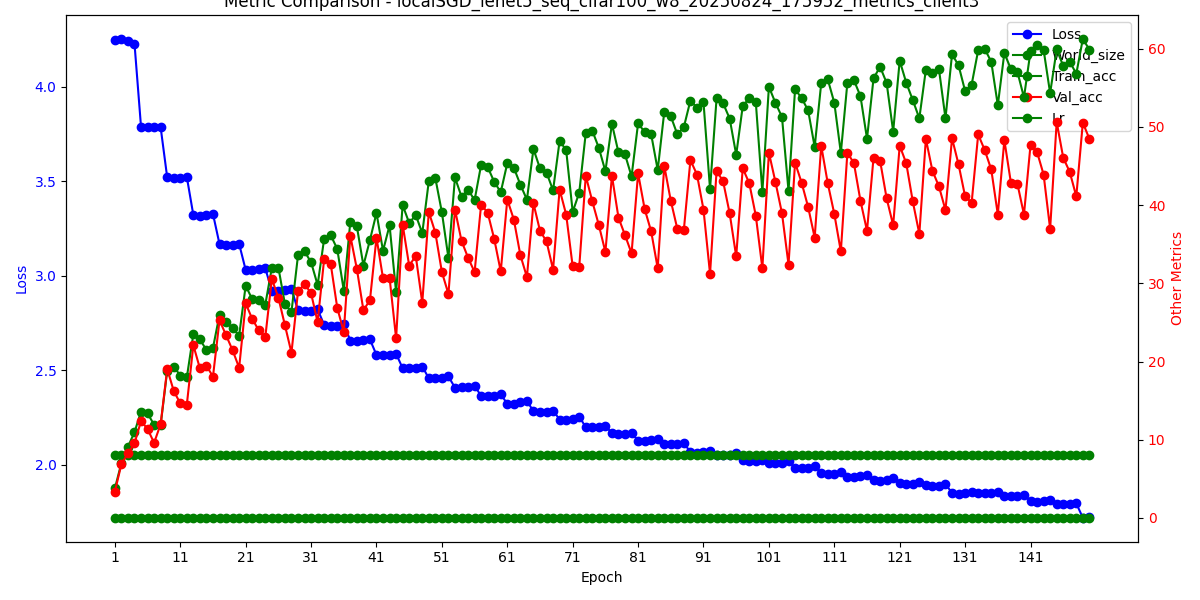 Metric Comparison - localSGD_lenet5_seq_cifar100_w8_20250824_175952_metrics_client3
Loss
World_size
Train_acc
Val_acc
Lr
4.0
3.5
3.0
2.5
2.0
Loss
60
50
40
30
20
10
0
Other Metrics
1 11 21 31 41 51 61 71 81 91 101 111 121 131 141
Epoch